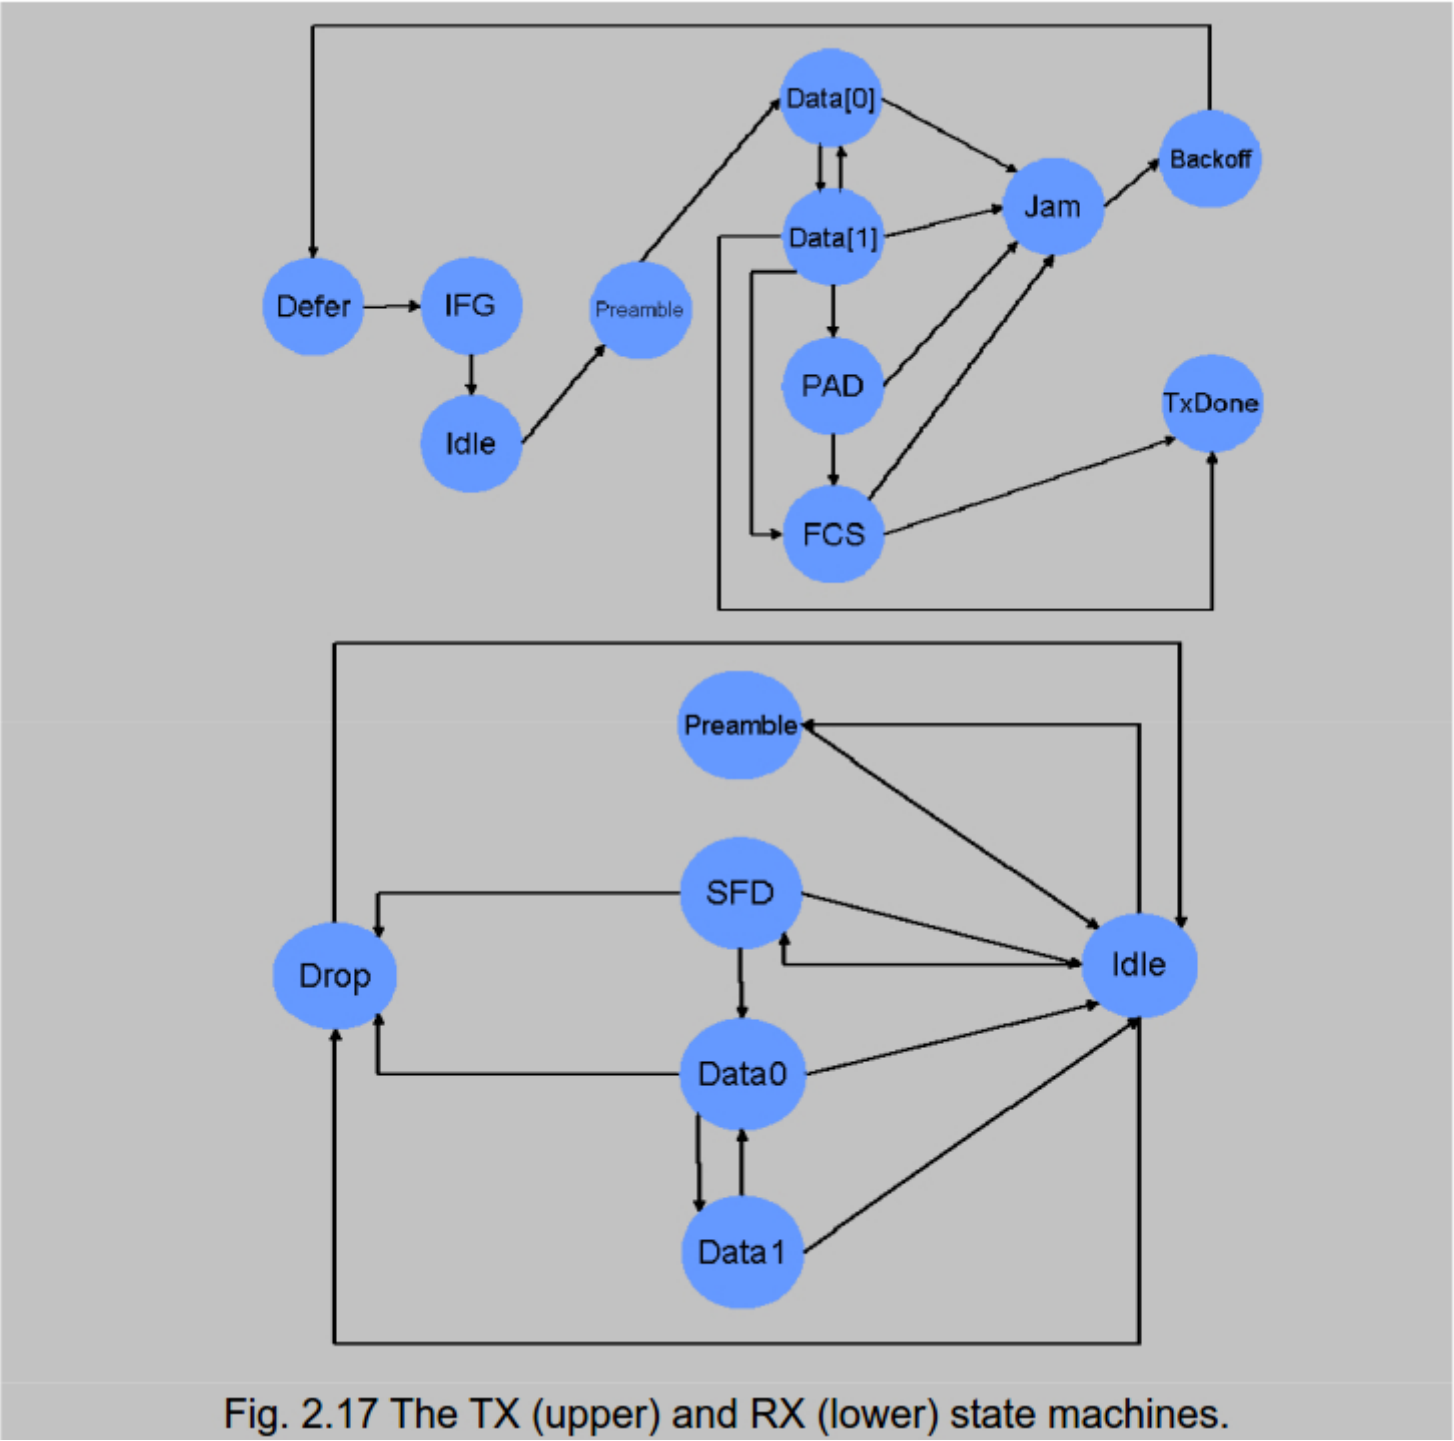 Data[0]
Backoff
Jam
Data[1]
Defer
IFG
Preamble
PAD
TxDone
Idle
FCS
Preamble
SFD
Drop
Idle
Data0
Data1
Fig. 2.17 The TX (upper) and RX (lower) state machines.